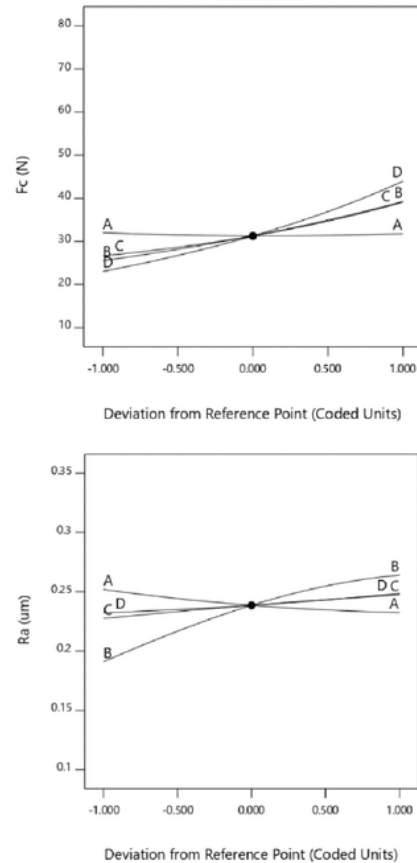 80
70
60
50
40
30
20
10
Fc (N)
A
C
B
D
D
C B
A
-1.000 -0.500 0.000 0.500 1.000
Deviation from Reference Point (Coded Units)
0.35
0.3
0.25
0.2
0.15
0.1
Ra (um)
A
C D
B
B
D C
A
-1.000 -0.500 0.000 0.500 1.000
Deviation from Reference Point (Coded Units)